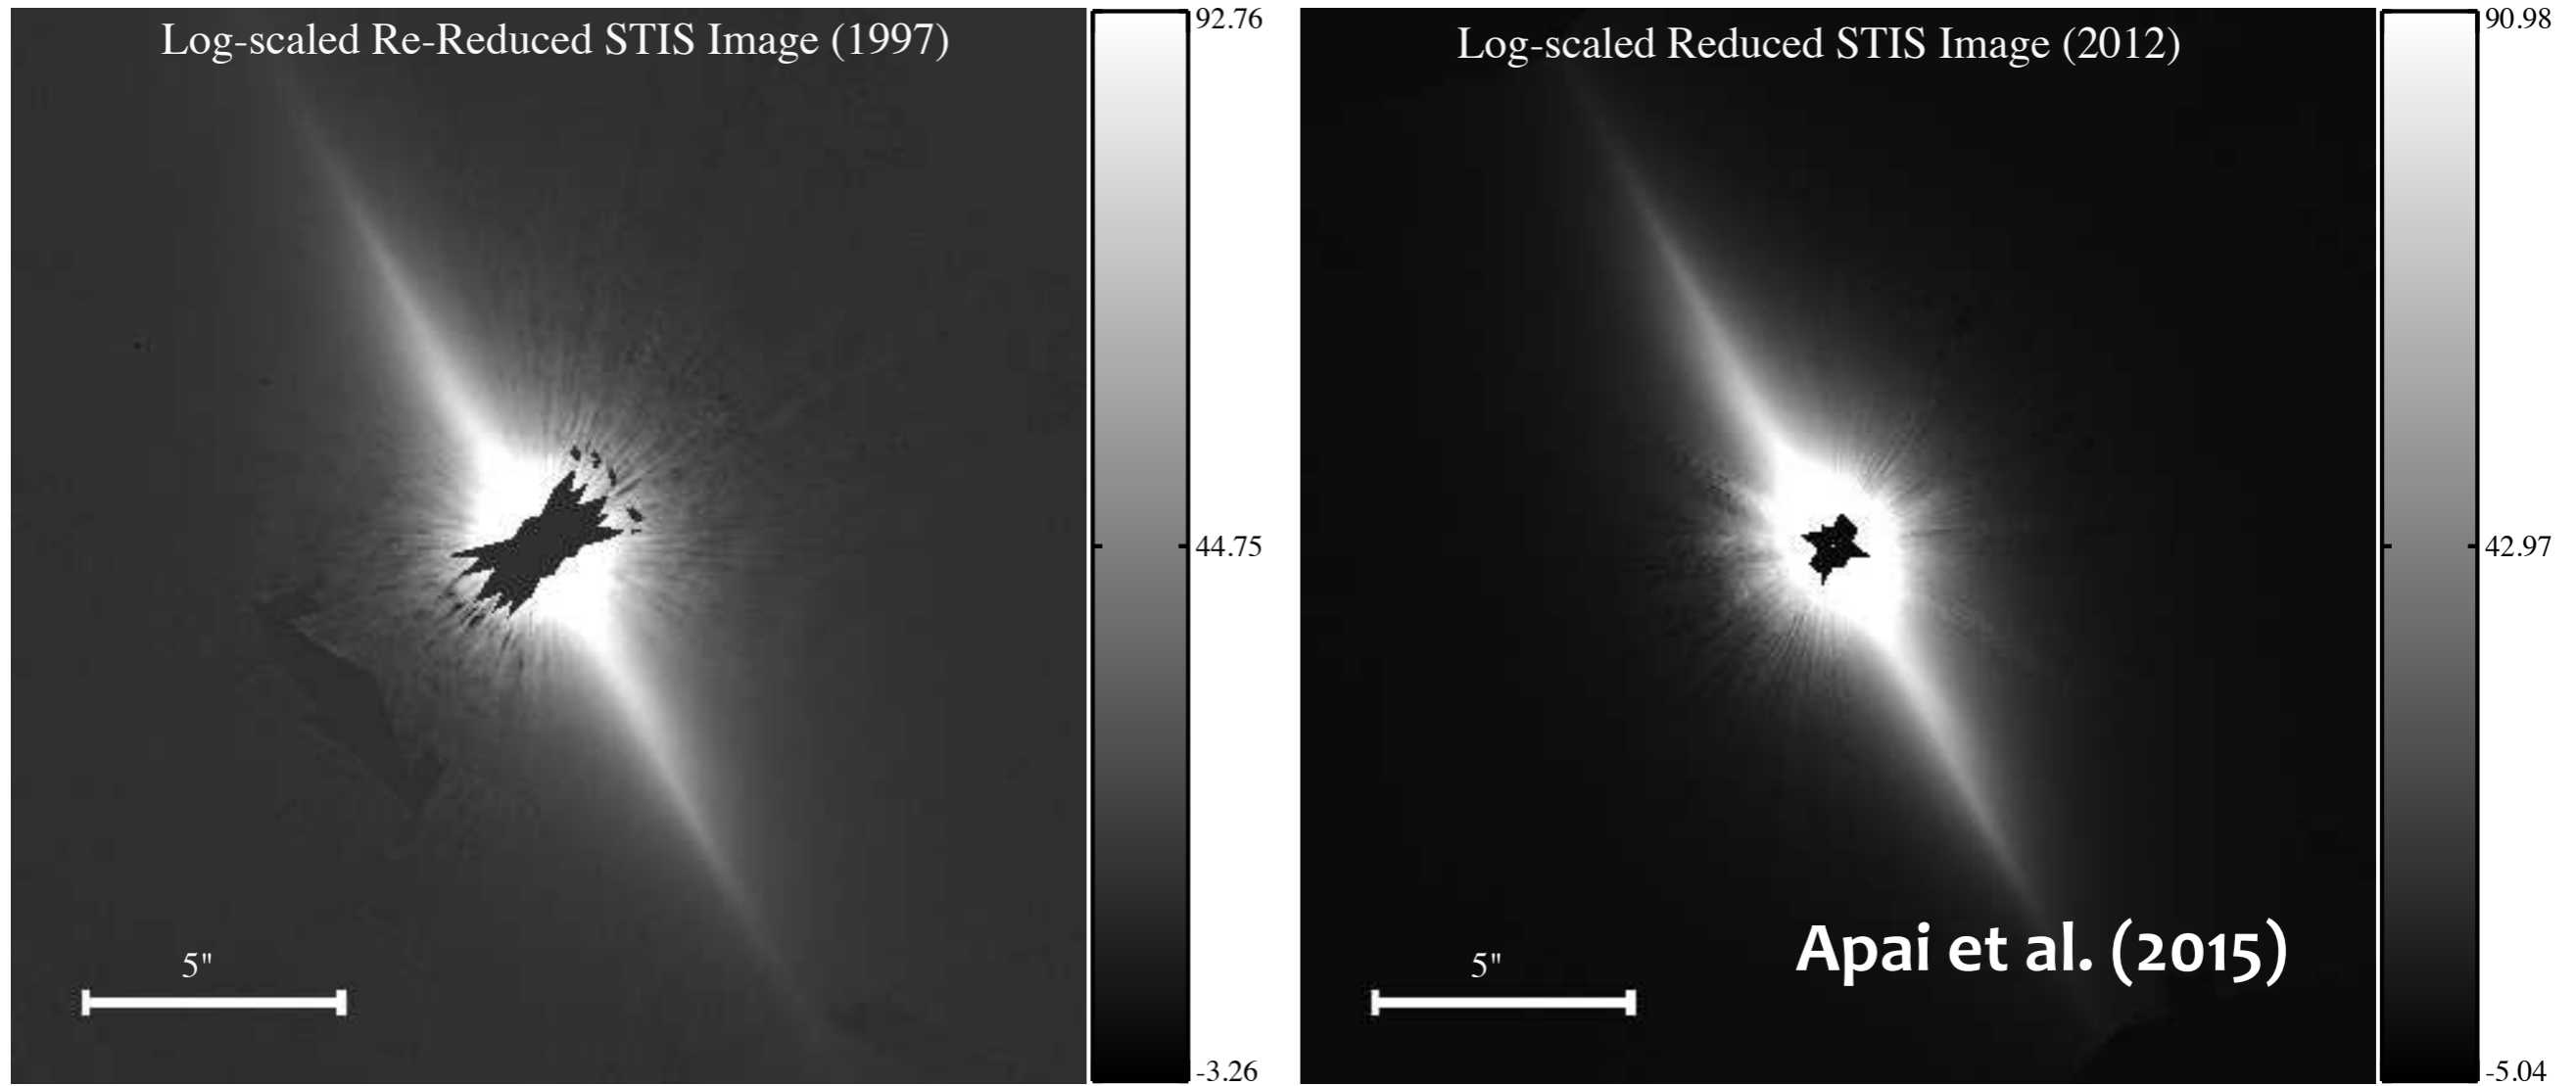 Log-scaled Re-Reduced STIS Image (1997)
92.76
44.75
-3.26
5"
Log-scaled Reduced STIS Image (2012)
90.98
42.97
-5.04
5"
Apai et al. (2015)